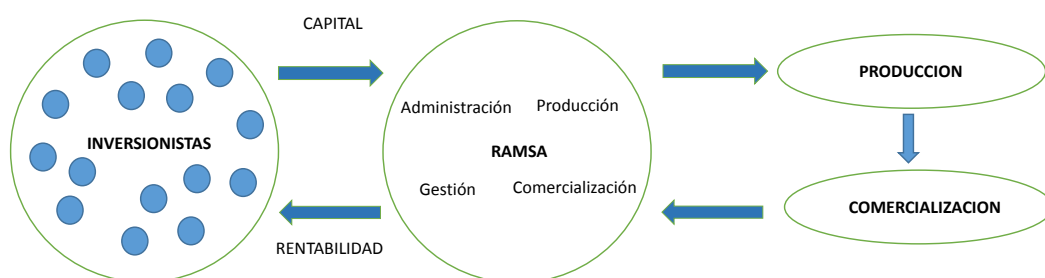 CAPITAL
INVERSIONISTAS
Administración
Producción
RAMSA
Gestión
Comercialización
RENTABILIDAD
PRODUCCION
COMERCIALIZACION